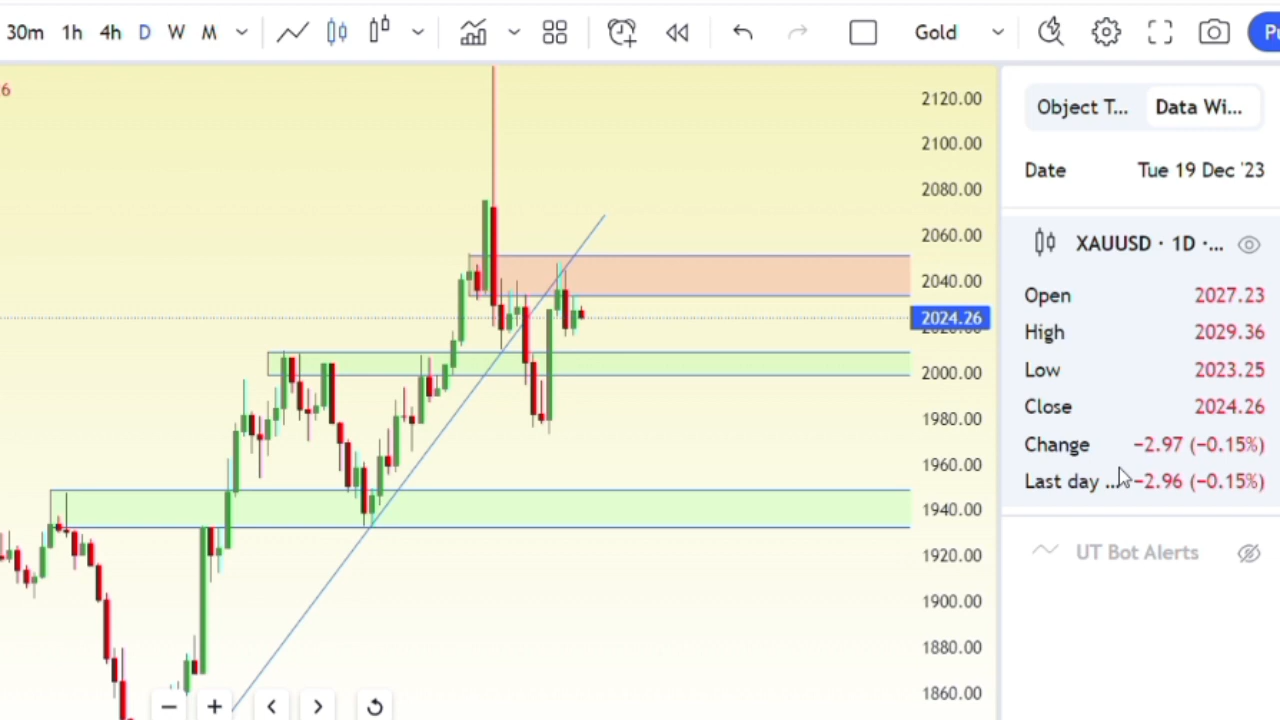 30m 1h 4h D W M Gold Pu
6
2120.00
2100.00
2080.00
2060.00
2040.00
2024.26
2000.00
1980.00
1960.00
1940.00
1920.00
1900.00
1880.00
1860.00
Object T... Data Wi...
Date Tue 19 Dec '23
XAUUSD · 1D ·...
Open 2027.23
High 2029.36
Low 2023.25
Close 2024.26
Change −2.97 (−0.15%)
Last day ... −2.96 (−0.15%)
UT Bot Alerts